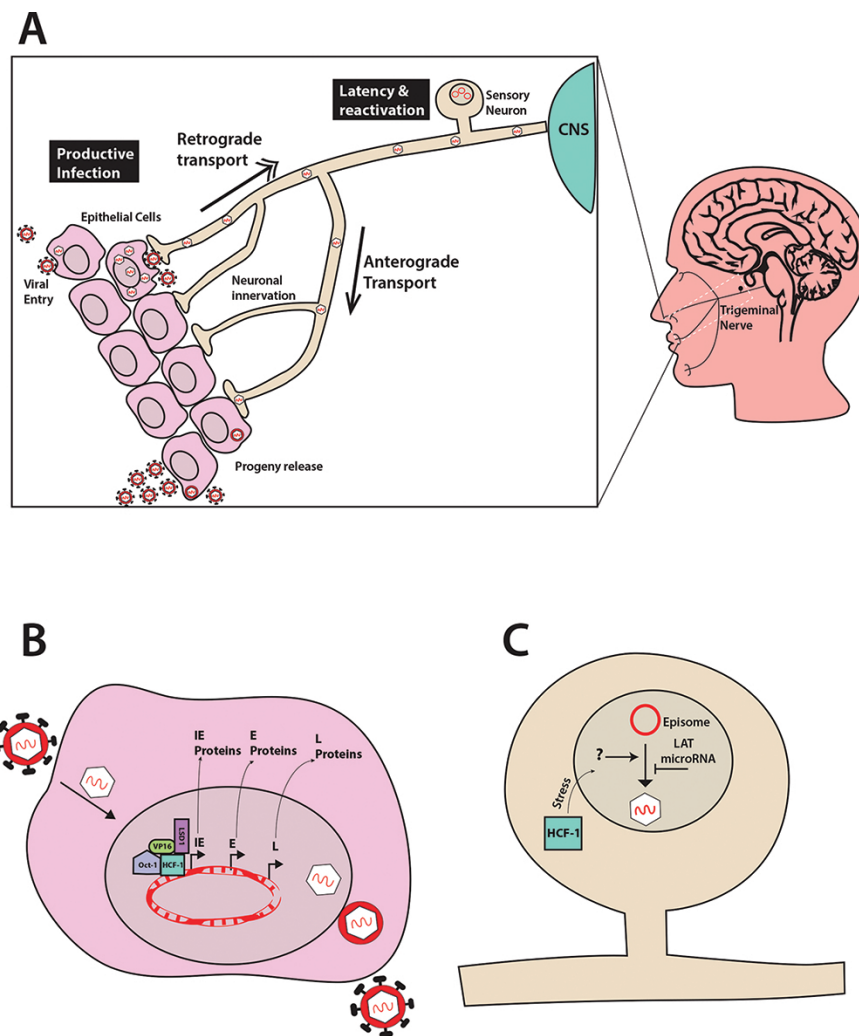 A
Latency &
reactivation
Sensory
Neuron
CNS
Retrograde
transport
Productive
Infection
Epithelial Cells
Viral
Entry
Neuronal
innervation
Anterograde
Transport
Progeny release
Trigeminal
Nerve
B
IE
Proteins
E
Proteins
L
Proteins
LSD1
VP16
Oct-1
HCF-1
IE
E
L
C
Episome
LAT
microRNA
?
Stress
HCF-1